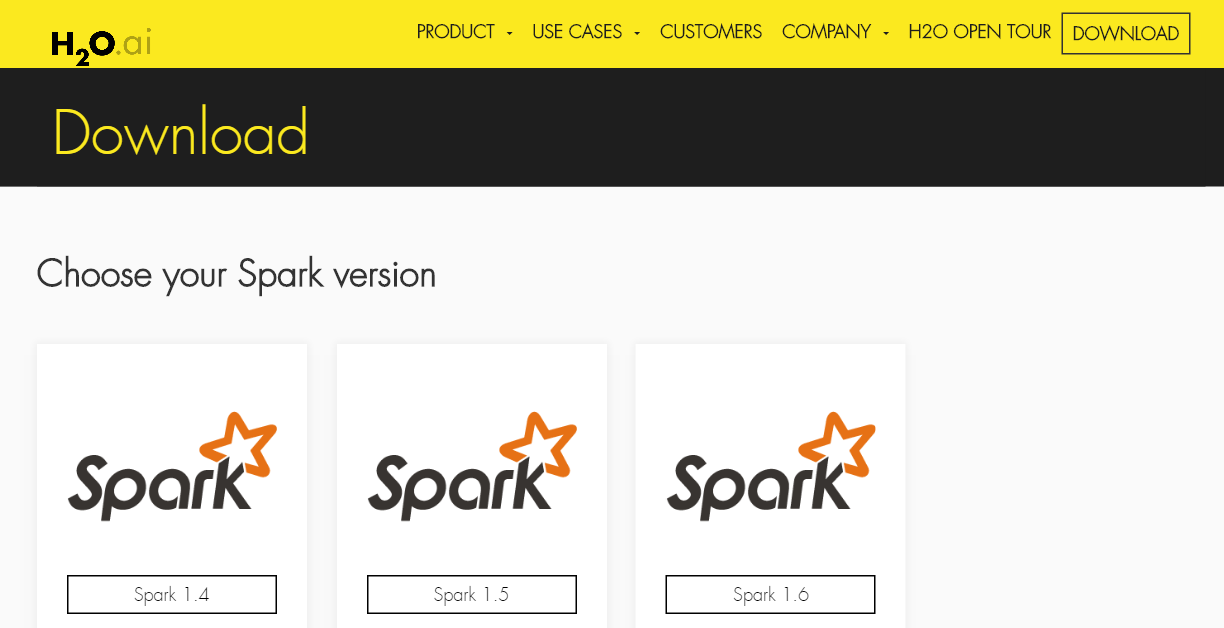 H2O.ai
PRODUCT USE CASES CUSTOMERS COMPANY H2O OPEN TOUR DOWNLOAD
Download
Choose your Spark version
Spark Spark Spark
Spark 1.4 Spark 1.5 Spark 1.6